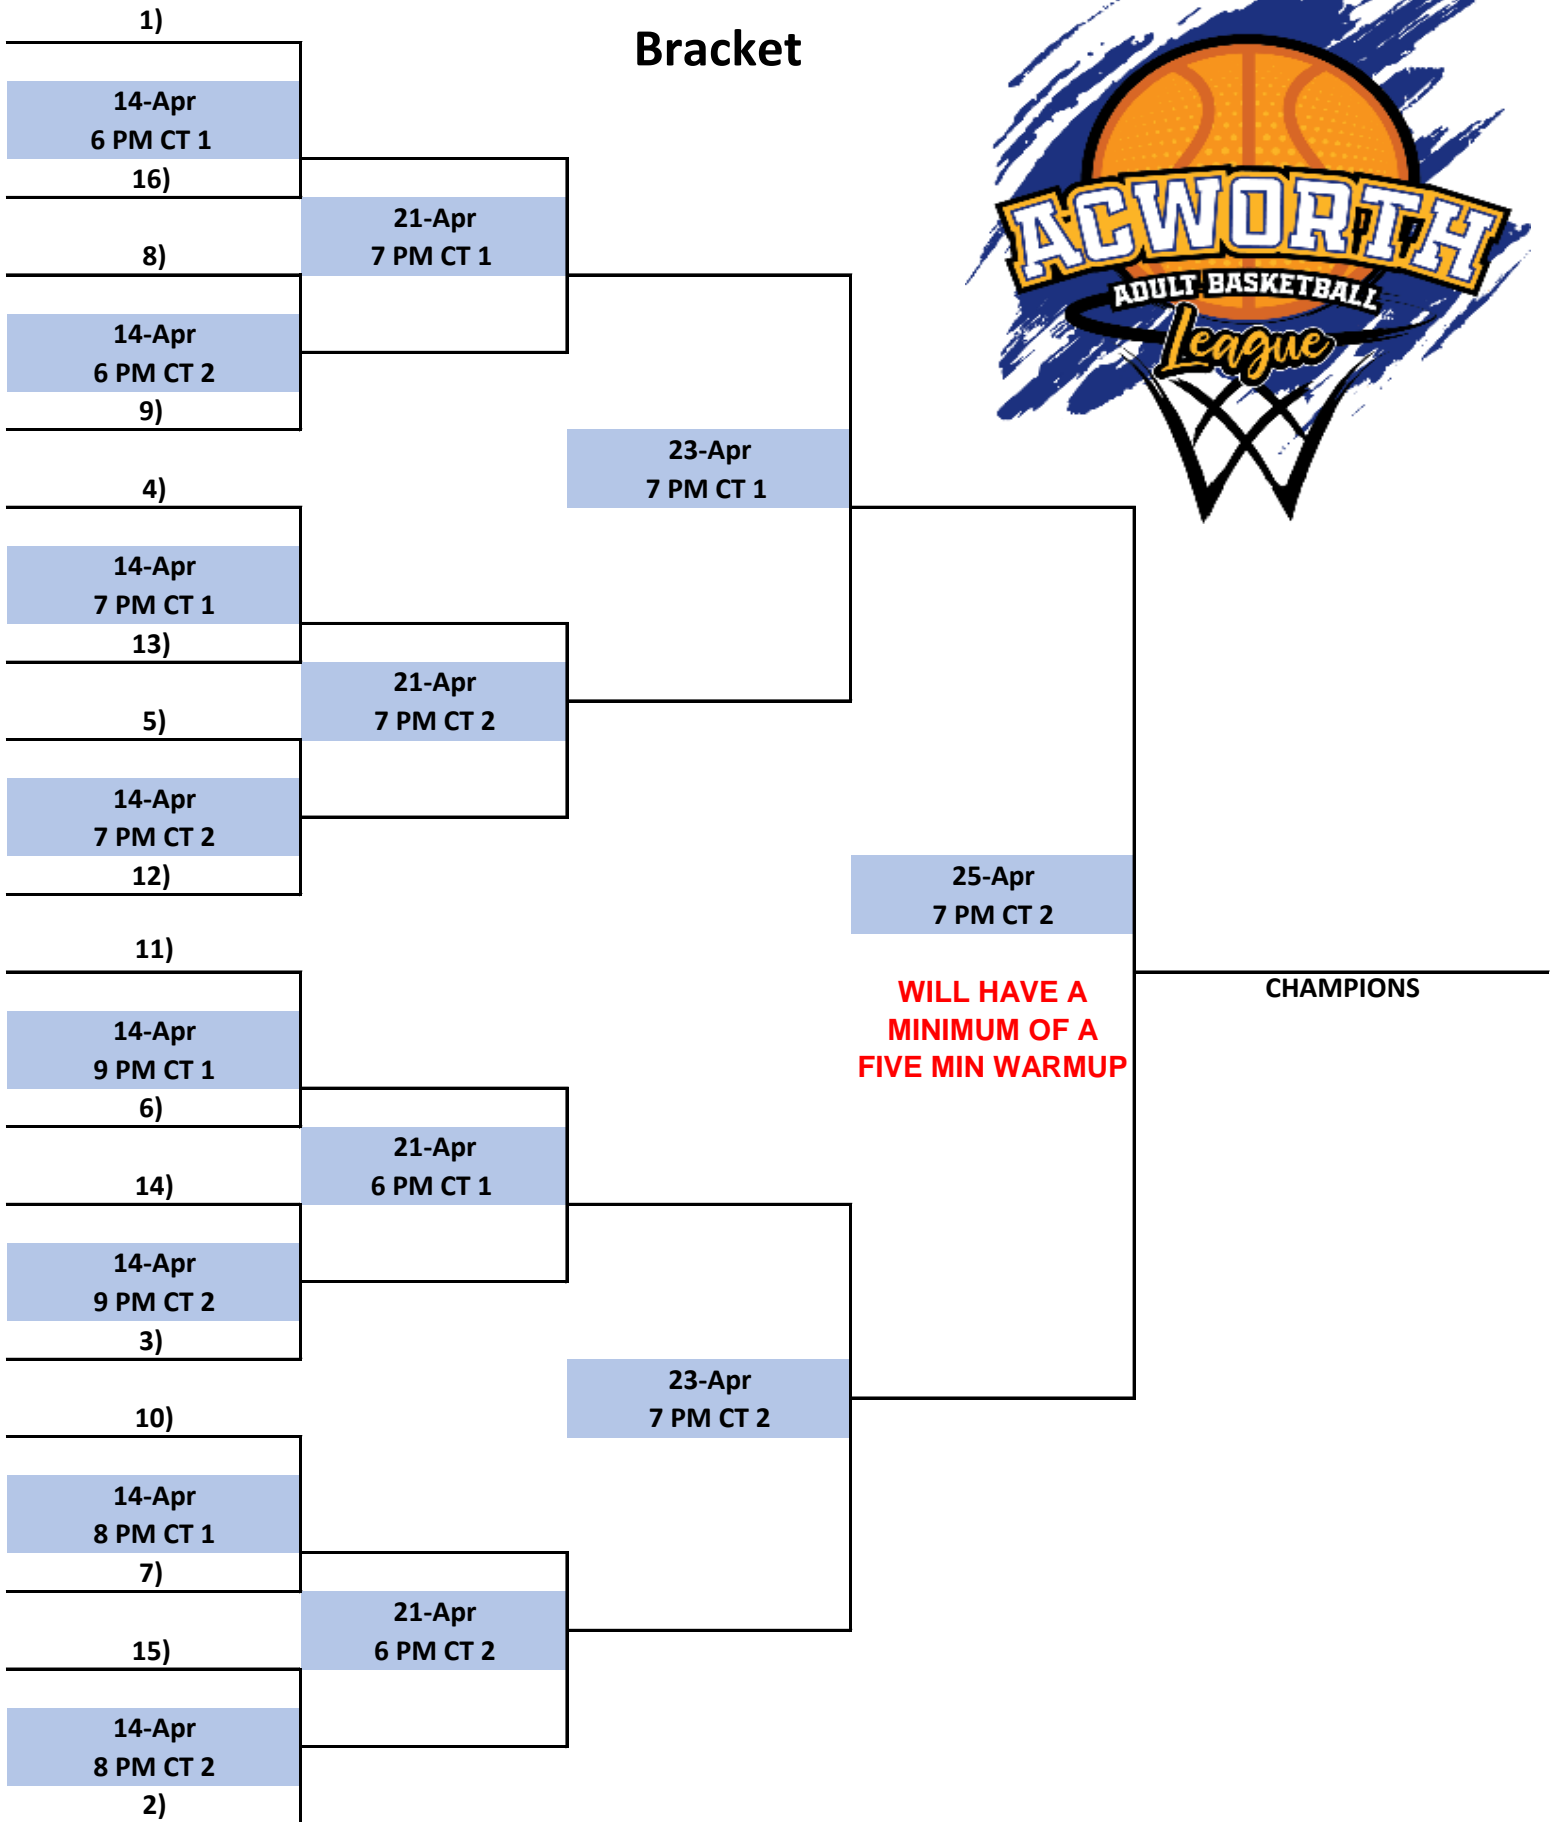 Bracket
ACWORTH
ADULT BASKETBALL
League
1)
14-Apr
6 PM CT 1
16)
8)
14-Apr
6 PM CT 2
9)
4)
14-Apr
7 PM CT 1
13)
5)
14-Apr
7 PM CT 2
12)
11)
14-Apr
9 PM CT 1
6)
14)
14-Apr
9 PM CT 2
3)
10)
14-Apr
8 PM CT 1
7)
15)
14-Apr
8 PM CT 2
2)
21-Apr
7 PM CT 1
21-Apr
7 PM CT 2
21-Apr
6 PM CT 1
21-Apr
6 PM CT 2
23-Apr
7 PM CT 1
23-Apr
7 PM CT 2
25-Apr
7 PM CT 2
WILL HAVE A
MINIMUM OF A
FIVE MIN WARMUP
CHAMPIONS